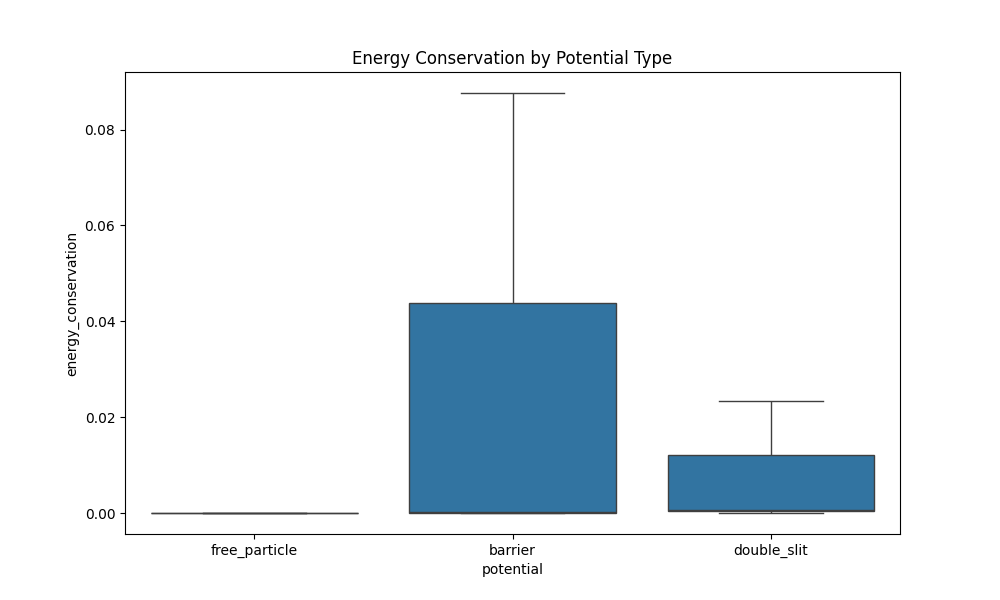 Energy Conservation by Potential Type
0.08
0.06
0.04
0.02
0.00
energy_conservation
free_particle
barrier
double_slit
potential